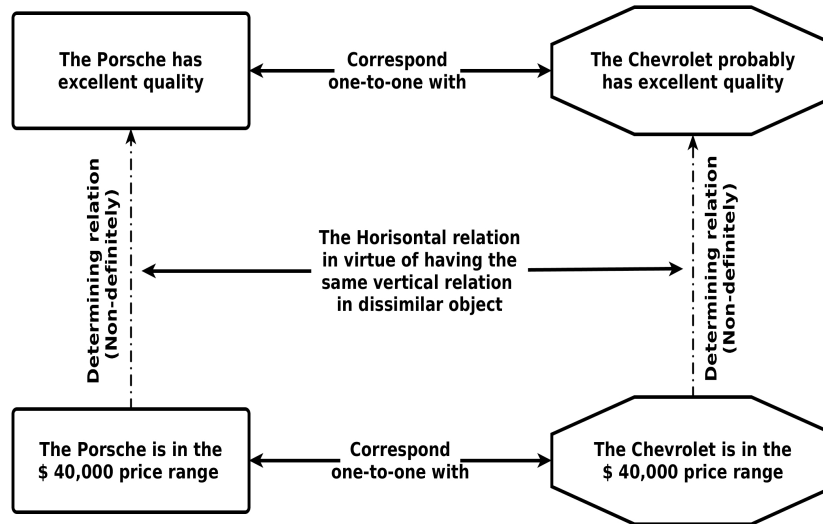 The Porsche has
excellent quality
Correspond
one-to-one with
The Chevrolet probably
has excellent quality
Determining relation
(Non-definitely)
The Horisontal relation
in virtue of having the
same vertical relation
in dissimilar object
Determining relation
(Non-definitely)
The Porsche is in the
$ 40,000 price range
Correspond
one-to-one with
The Chevrolet is in the
$ 40,000 price range